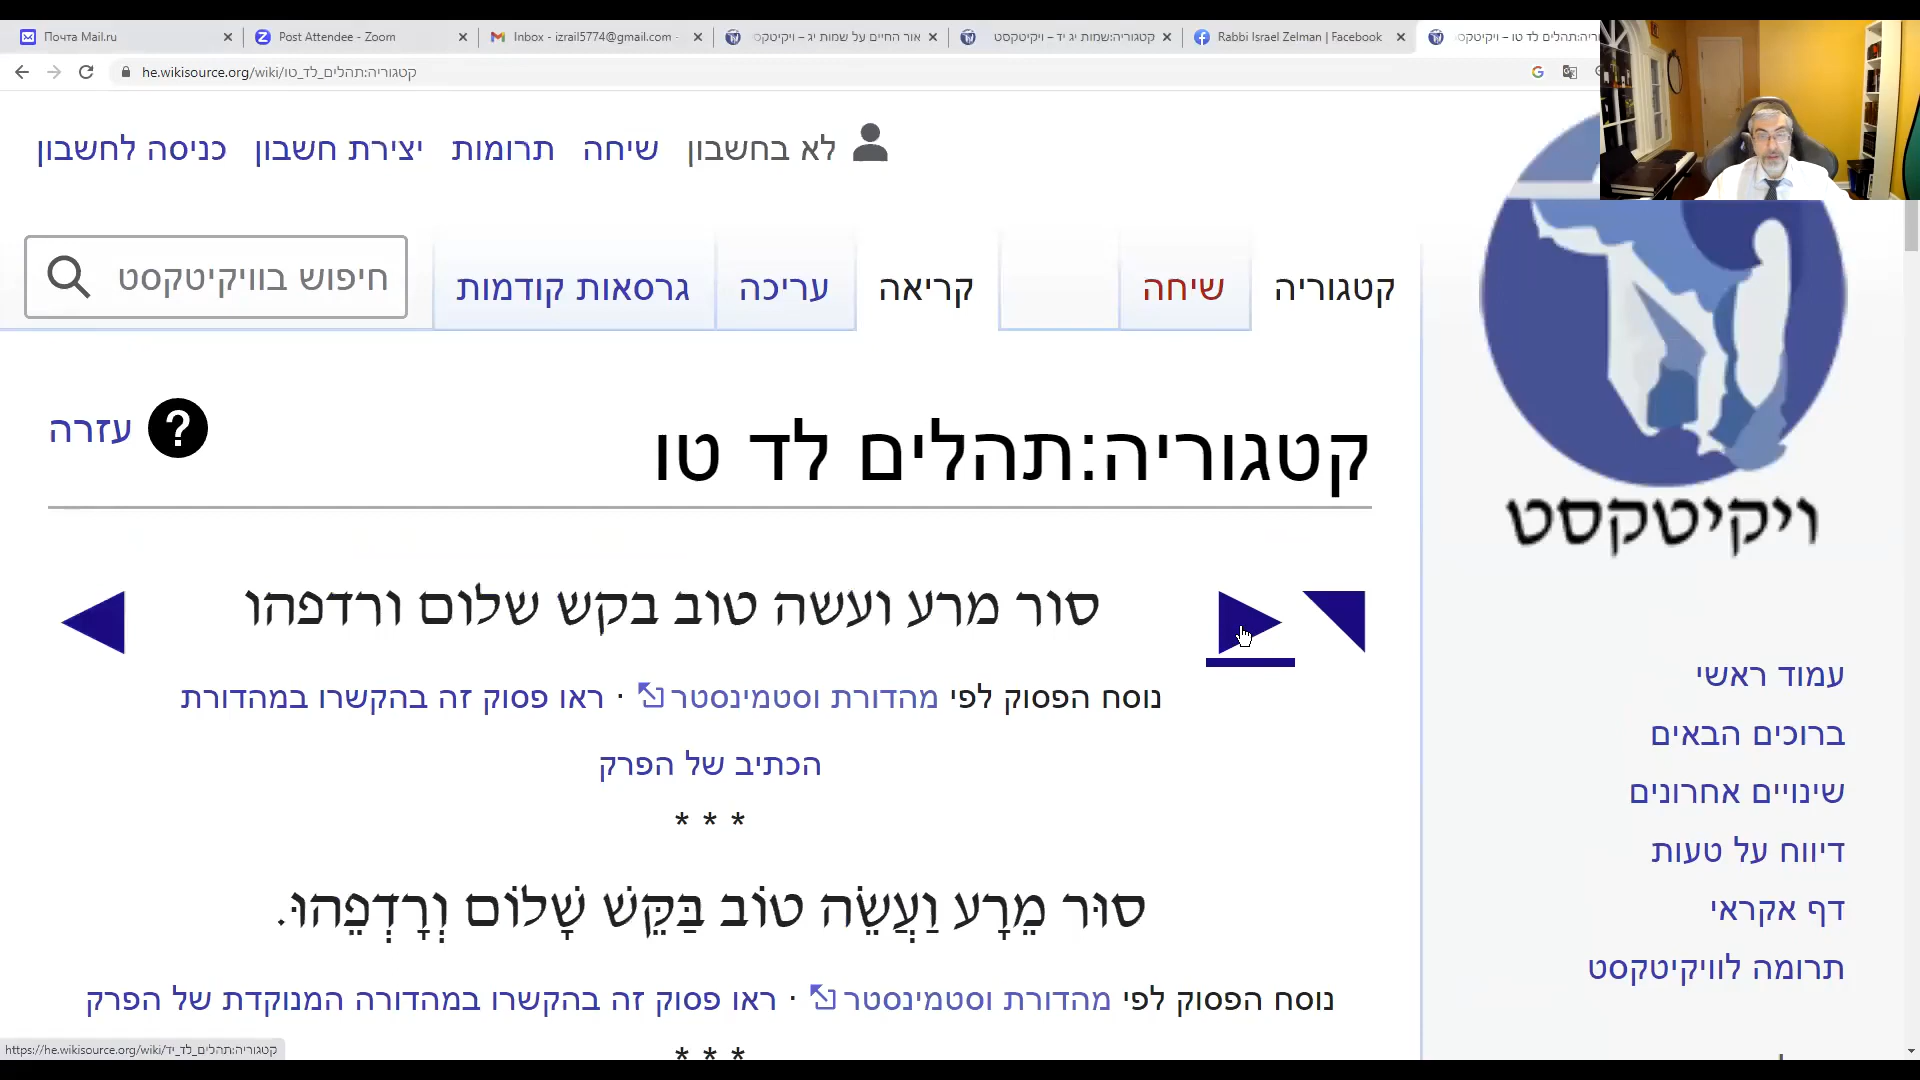 Почта Mail.ru
Post Attendee - Zoom
Inbox - izrail5774@gmail.com -
אור החיים על שמות יג – ויקיטקס
קטגוריה:שמות יג יד – ויקיטקסט
Rabbi Israel Zelman | Facebook
תהלים לד טו – ויקיטקס
he.wikisource.org/wiki/קטגוריה:תהלים_לד_טו
לא בחשבון שיחה תרומות יצירת חשבון כניסה לחשבון
קטגוריה שיחה קריאה עריכה גרסאות קודמות חיפוש בוויקיטקסט
קטגוריה:תהלים לד טו
עזרה
ויקיטקסט
סור מרע ועשה טוב בקש שלום ורדפהו
נוסח הפסוק לפי מהדורת וסטמינסטר · ראו פסוק זה בהקשרו במהדורת
הכתיב של הפרק
* * *
סוּר מֵרָע וַעֲשֵׂה טוֹב בַּקֵּשׁ שָׁלוֹם וְרָדְפֵהוּ.
נוסח הפסוק לפי מהדורת וסטמינסטר · ראו פסוק זה בהקשרו במהדורה המנוקדת של הפרק
* * *
עמוד ראשי
ברוכים הבאים
שינויים אחרונים
דיווח על טעות
דף אקראי
תרומה לוויקיטקסט
https://he.wikisource.org/wiki/קטגוריה:תהלים_לד_יד